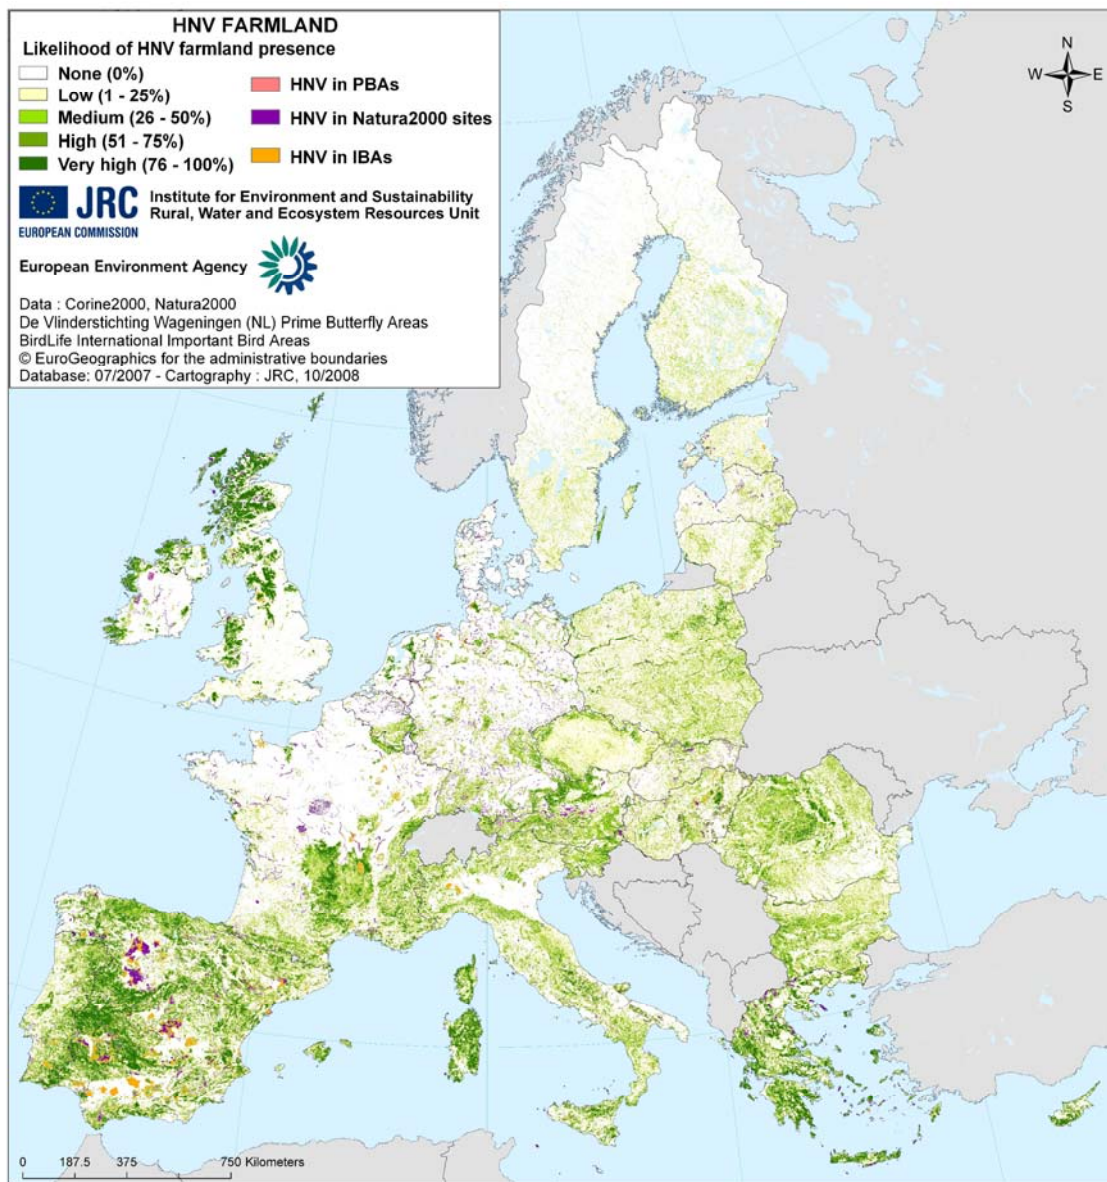 HNV FARMLAND
Likelihood of HNV farmland presence
None (0%)
Low (1 - 25%)
Medium (26 - 50%)
High (51 - 75%)
Very high (76 - 100%)
HNV in PBAs
HNV in Natura2000 sites
HNV in IBAs
JRC
EUROPEAN COMMISSION
Institute for Environment and Sustainability
Rural, Water and Ecosystem Resources Unit
European Environment Agency
Data : Corine2000, Natura2000
De Vlinderstichting Wageningen (NL) Prime Butterfly Areas
BirdLife International Important Bird Areas
© EuroGeographics for the administrative boundaries
Database: 07/2007 - Cartography : JRC, 10/2008
N
W E
S
0 187.5 375 750 Kilometers